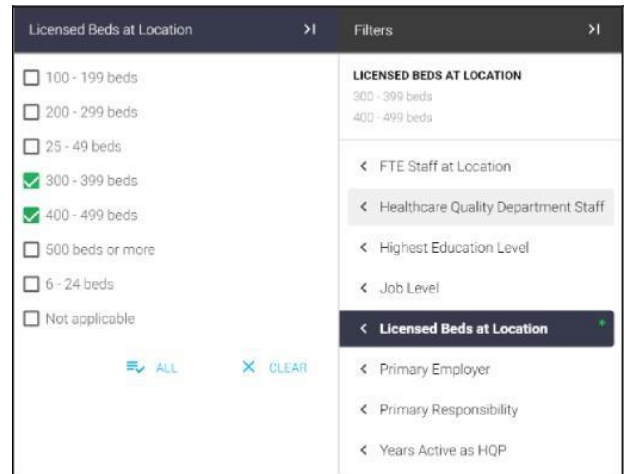 Licensed Beds at Location
100 - 199 beds
200 - 299 beds
25 - 49 beds
300 - 399 beds
400 - 499 beds
500 beds or more
6 - 24 beds
Not applicable
ALL
CLEAR
Filters
LICENSED BEDS AT LOCATION
300 - 399 beds
400 - 499 beds
FTE Staff at Location
Healthcare Quality Department Staff
Highest Education Level
Job Level
Licensed Beds at Location *
Primary Employer
Primary Responsibility
Years Active as HQP